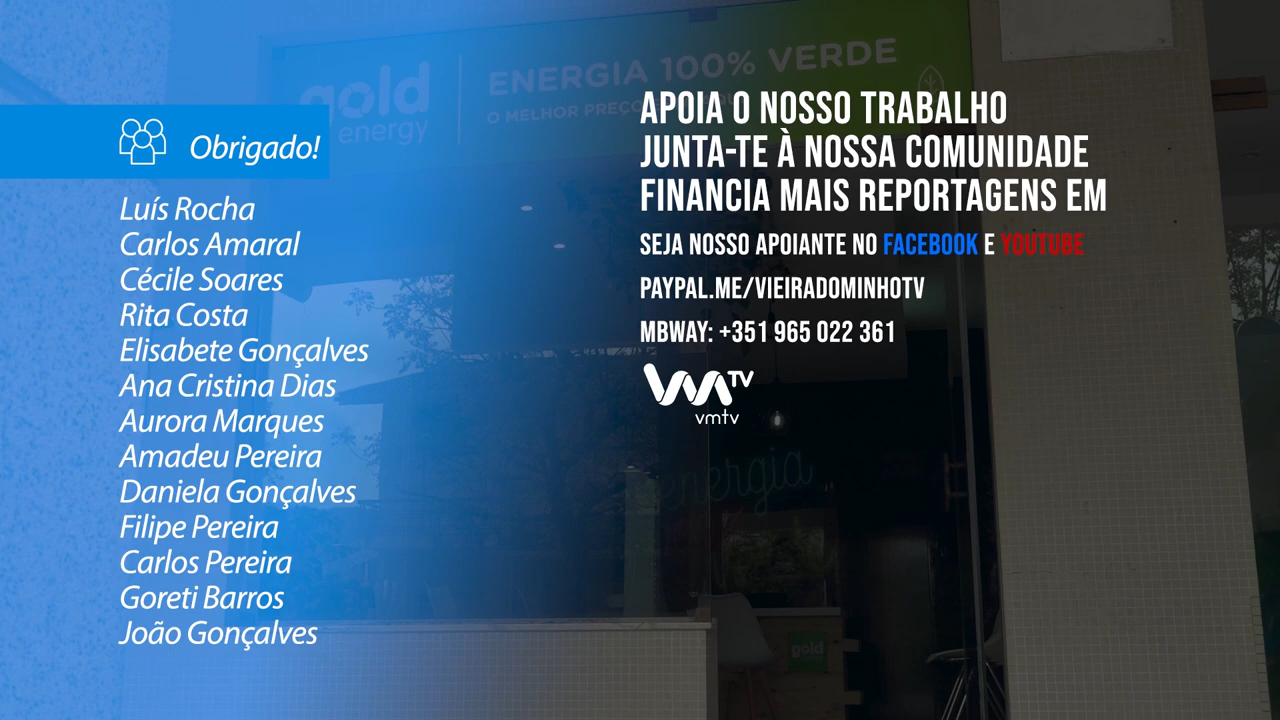 gold energy
ENERGIA 100% VERDE
O MELHOR PREÇO
Obrigado!
Luís Rocha
Carlos Amaral
Cécile Soares
Rita Costa
Elisabete Gonçalves
Ana Cristina Dias
Aurora Marques
Amadeu Pereira
Daniela Gonçalves
Filipe Pereira
Carlos Pereira
Goreti Barros
João Gonçalves
APOIA O NOSSO TRABALHO
JUNTA-TE À NOSSA COMUNIDADE
FINANCIA MAIS REPORTAGENS EM
SEJA NOSSO APOIANTE NO FACEBOOK E YOUTUBE
PAYPAL.ME/VIEIRADOMINHOTV
MBWAY: +351 965 022 361
TV
vmtv
energia
gold